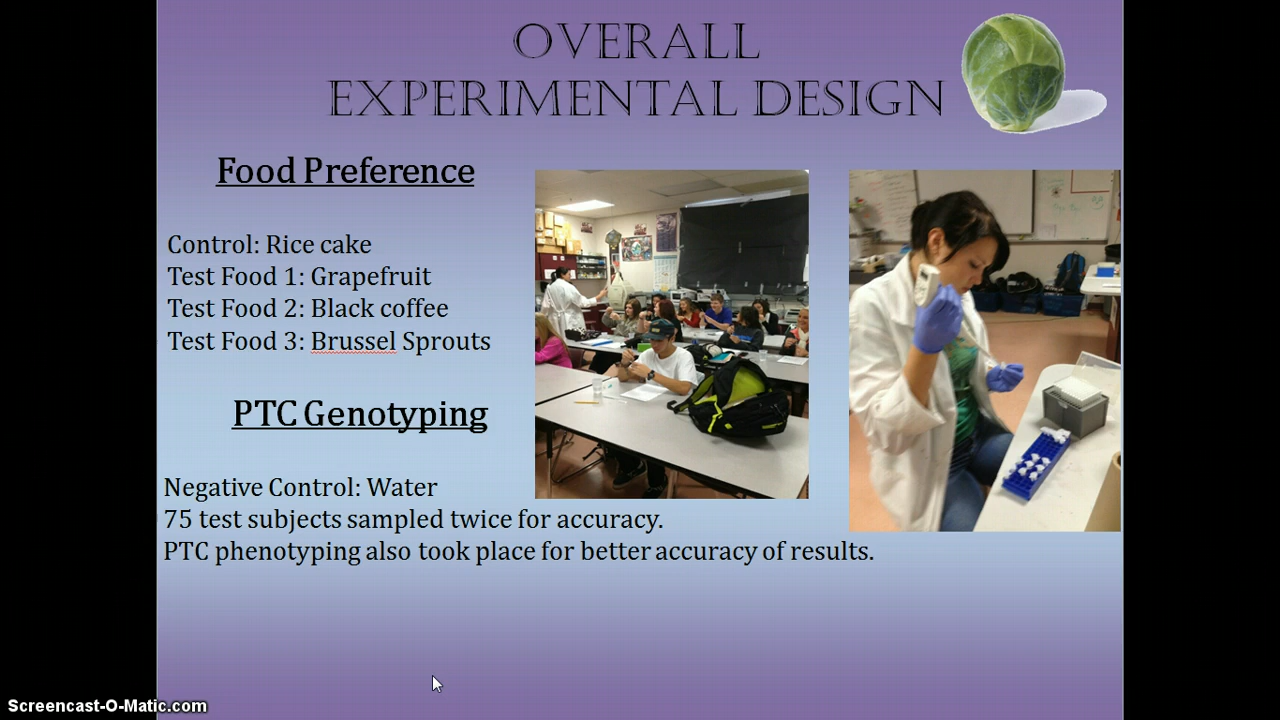 OVERALL
EXPERIMENTAL DESIGN
Food Preference
Control: Rice cake
Test Food 1: Grapefruit
Test Food 2: Black coffee
Test Food 3: Brussel Sprouts
PTC Genotyping
Negative Control: Water
75 test subjects sampled twice for accuracy.
PTC phenotyping also took place for better accuracy of results.
Screencast-O-Matic.com